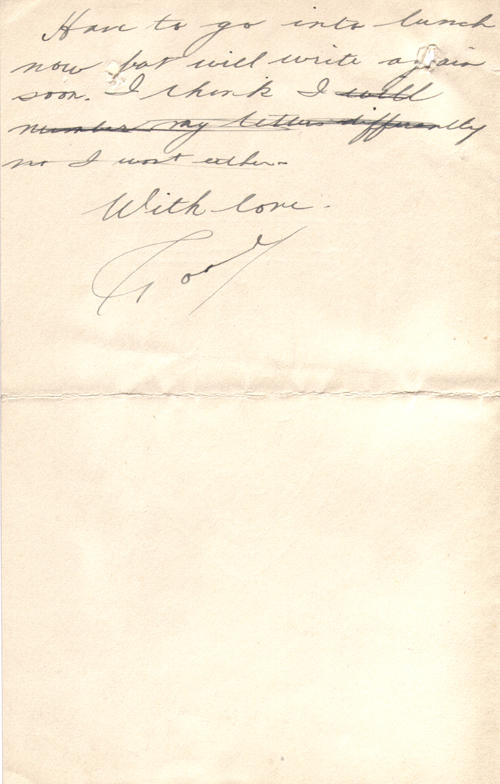 Have to go into lunch
now but will write again
soon. I think I will
number my letters differently
no I wont either-
With love.